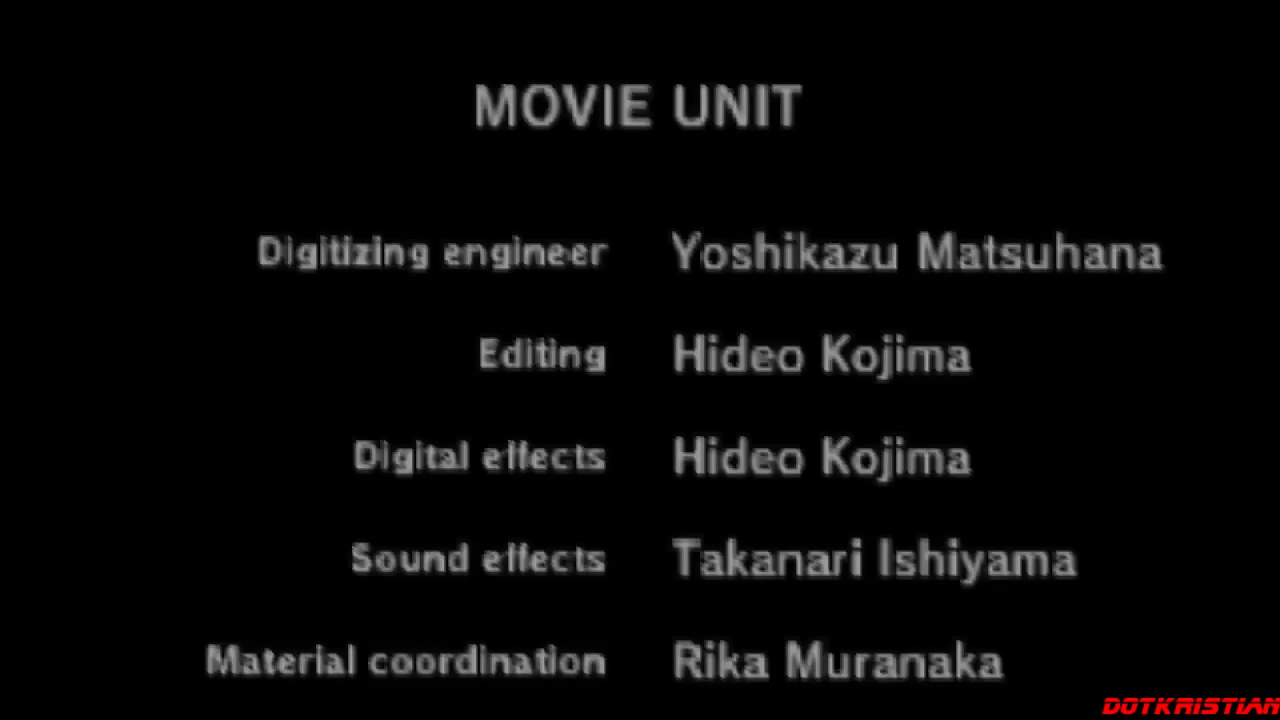 MOVIE UNIT
Digitizing engineer Yoshikazu Matsuhana
Editing Hideo Kojima
Digital effects Hideo Kojima
Sound effects Takanari Ishiyama
Material coordination Rika Muranaka
DOTKRISTIAN